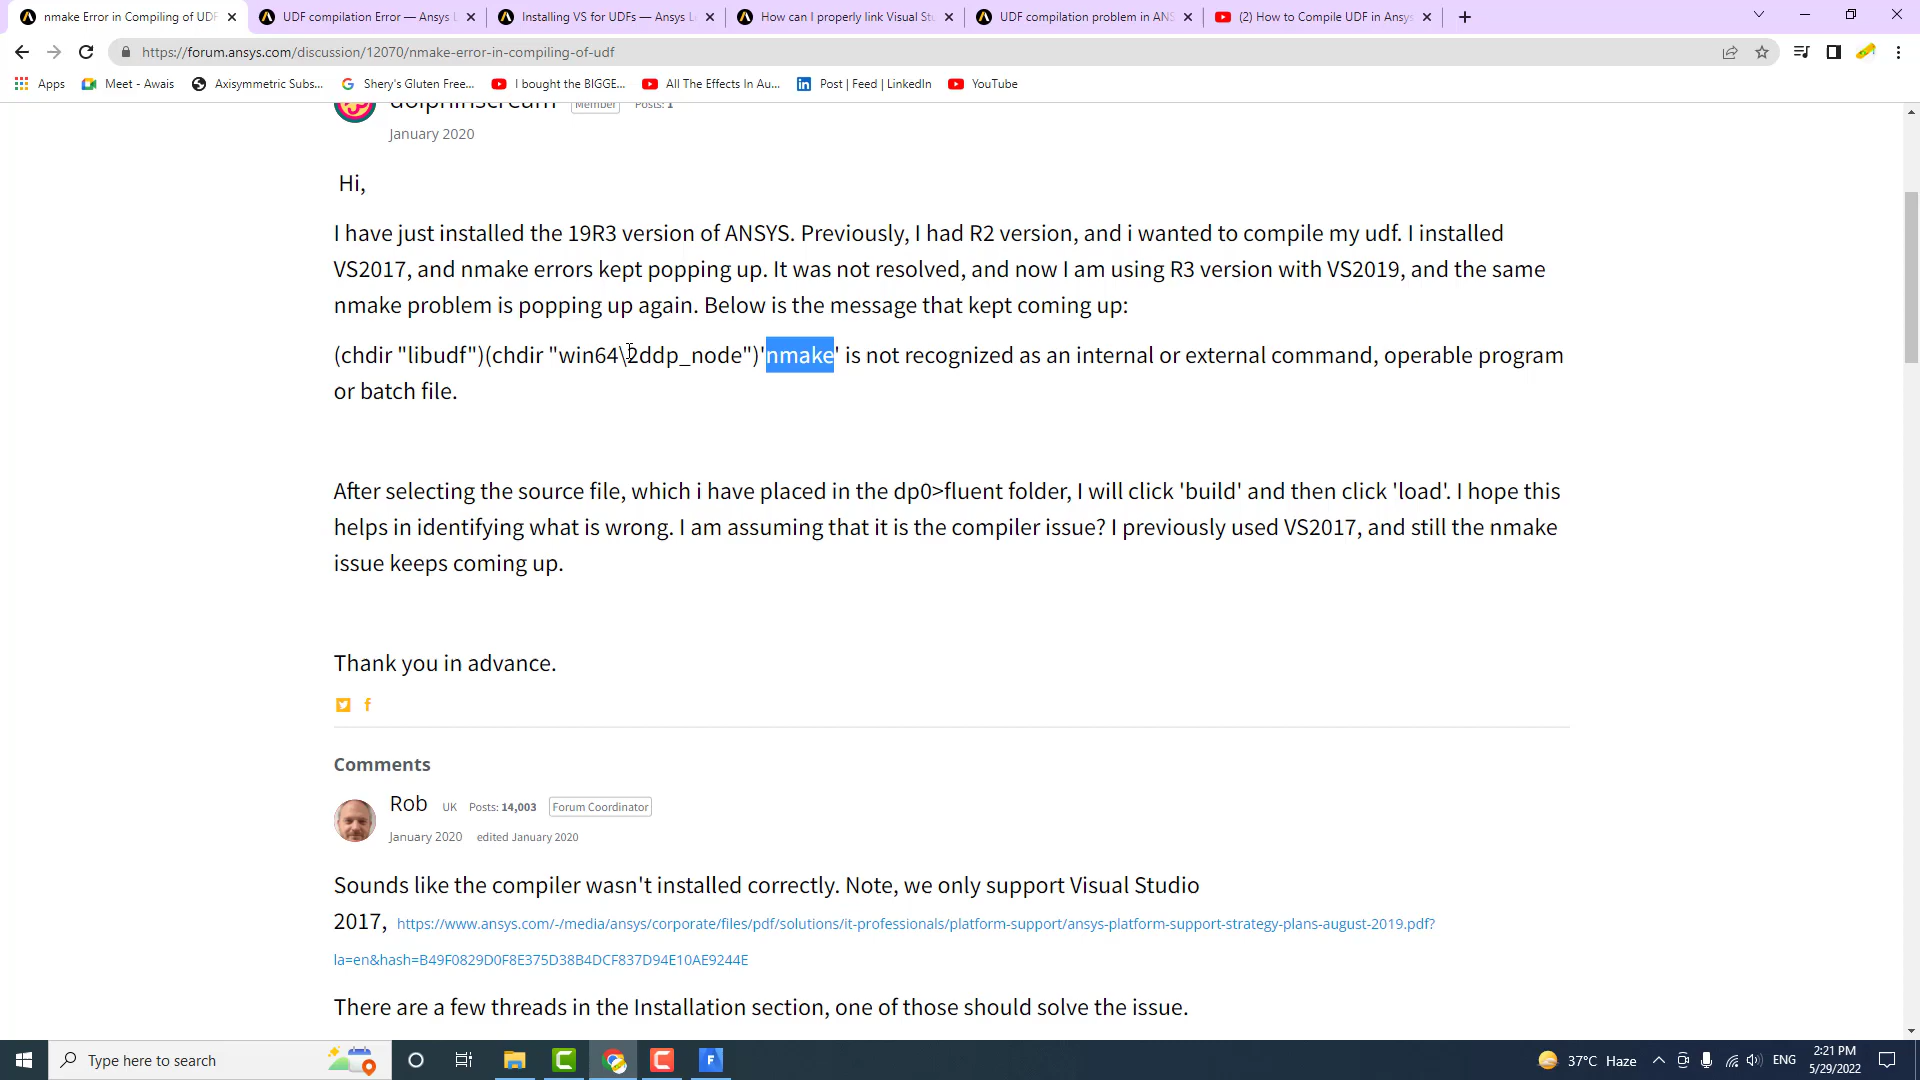 nmake Error in Compiling of UDF
UDF compilation Error — Ansys L
Installing VS for UDFs — Ansys L
How can I properly link Visual Stu
UDF compilation problem in ANS
(2) How to Compile UDF in Ansys
https://forum.ansys.com/discussion/12070/nmake-error-in-compiling-of-udf
Apps
Meet - Awais
Axisymmetric Subs...
Shery's Gluten Free...
I bought the BIGGE...
All The Effects In Au...
Post | Feed | LinkedIn
YouTube
dolphinscream Member Posts: 1
January 2020
Hi,
I have just installed the 19R3 version of ANSYS. Previously, I had R2 version, and i wanted to compile my udf. I installed
VS2017, and nmake errors kept popping up. It was not resolved, and now I am using R3 version with VS2019, and the same
nmake problem is popping up again. Below is the message that kept coming up:
(chdir "libudf")(chdir "win64\2ddp_node")'nmake' is not recognized as an internal or external command, operable program
or batch file.
After selecting the source file, which i have placed in the dp0>fluent folder, I will click 'build' and then click 'load'. I hope this
helps in identifying what is wrong. I am assuming that it is the compiler issue? I previously used VS2017, and still the nmake
issue keeps coming up.
Thank you in advance.
Comments
Rob UK Posts: 14,003 Forum Coordinator
January 2020 edited January 2020
Sounds like the compiler wasn't installed correctly. Note, we only support Visual Studio
2017, https://www.ansys.com/-/media/ansys/corporate/files/pdf/solutions/it-professionals/platform-support/ansys-platform-support-strategy-plans-august-2019.pdf?
la=en&hash=B49F0829D0F8E375D38B4DCF837D94E10AE9244E
There are a few threads in the Installation section, one of those should solve the issue.
Type here to search
37°C Haze
ENG
2:21 PM
5/29/2022